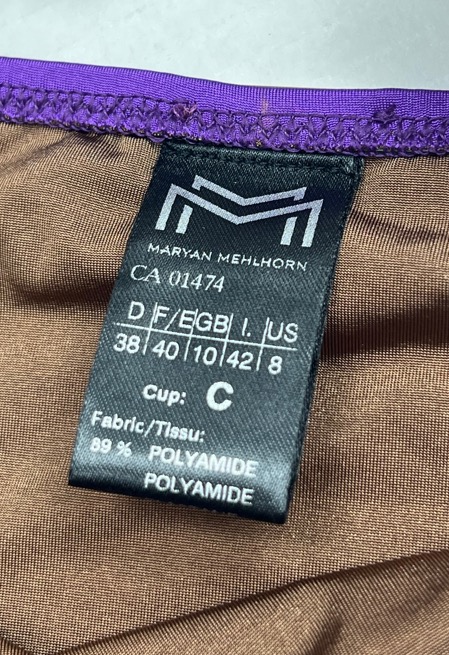 MARYAN MEHLHORN
CA 01474
D F/E GB I. US
38 40 10 42 8
Cup: C
Fabric/Tissu:
89 % POLYAMIDE
POLYAMIDE